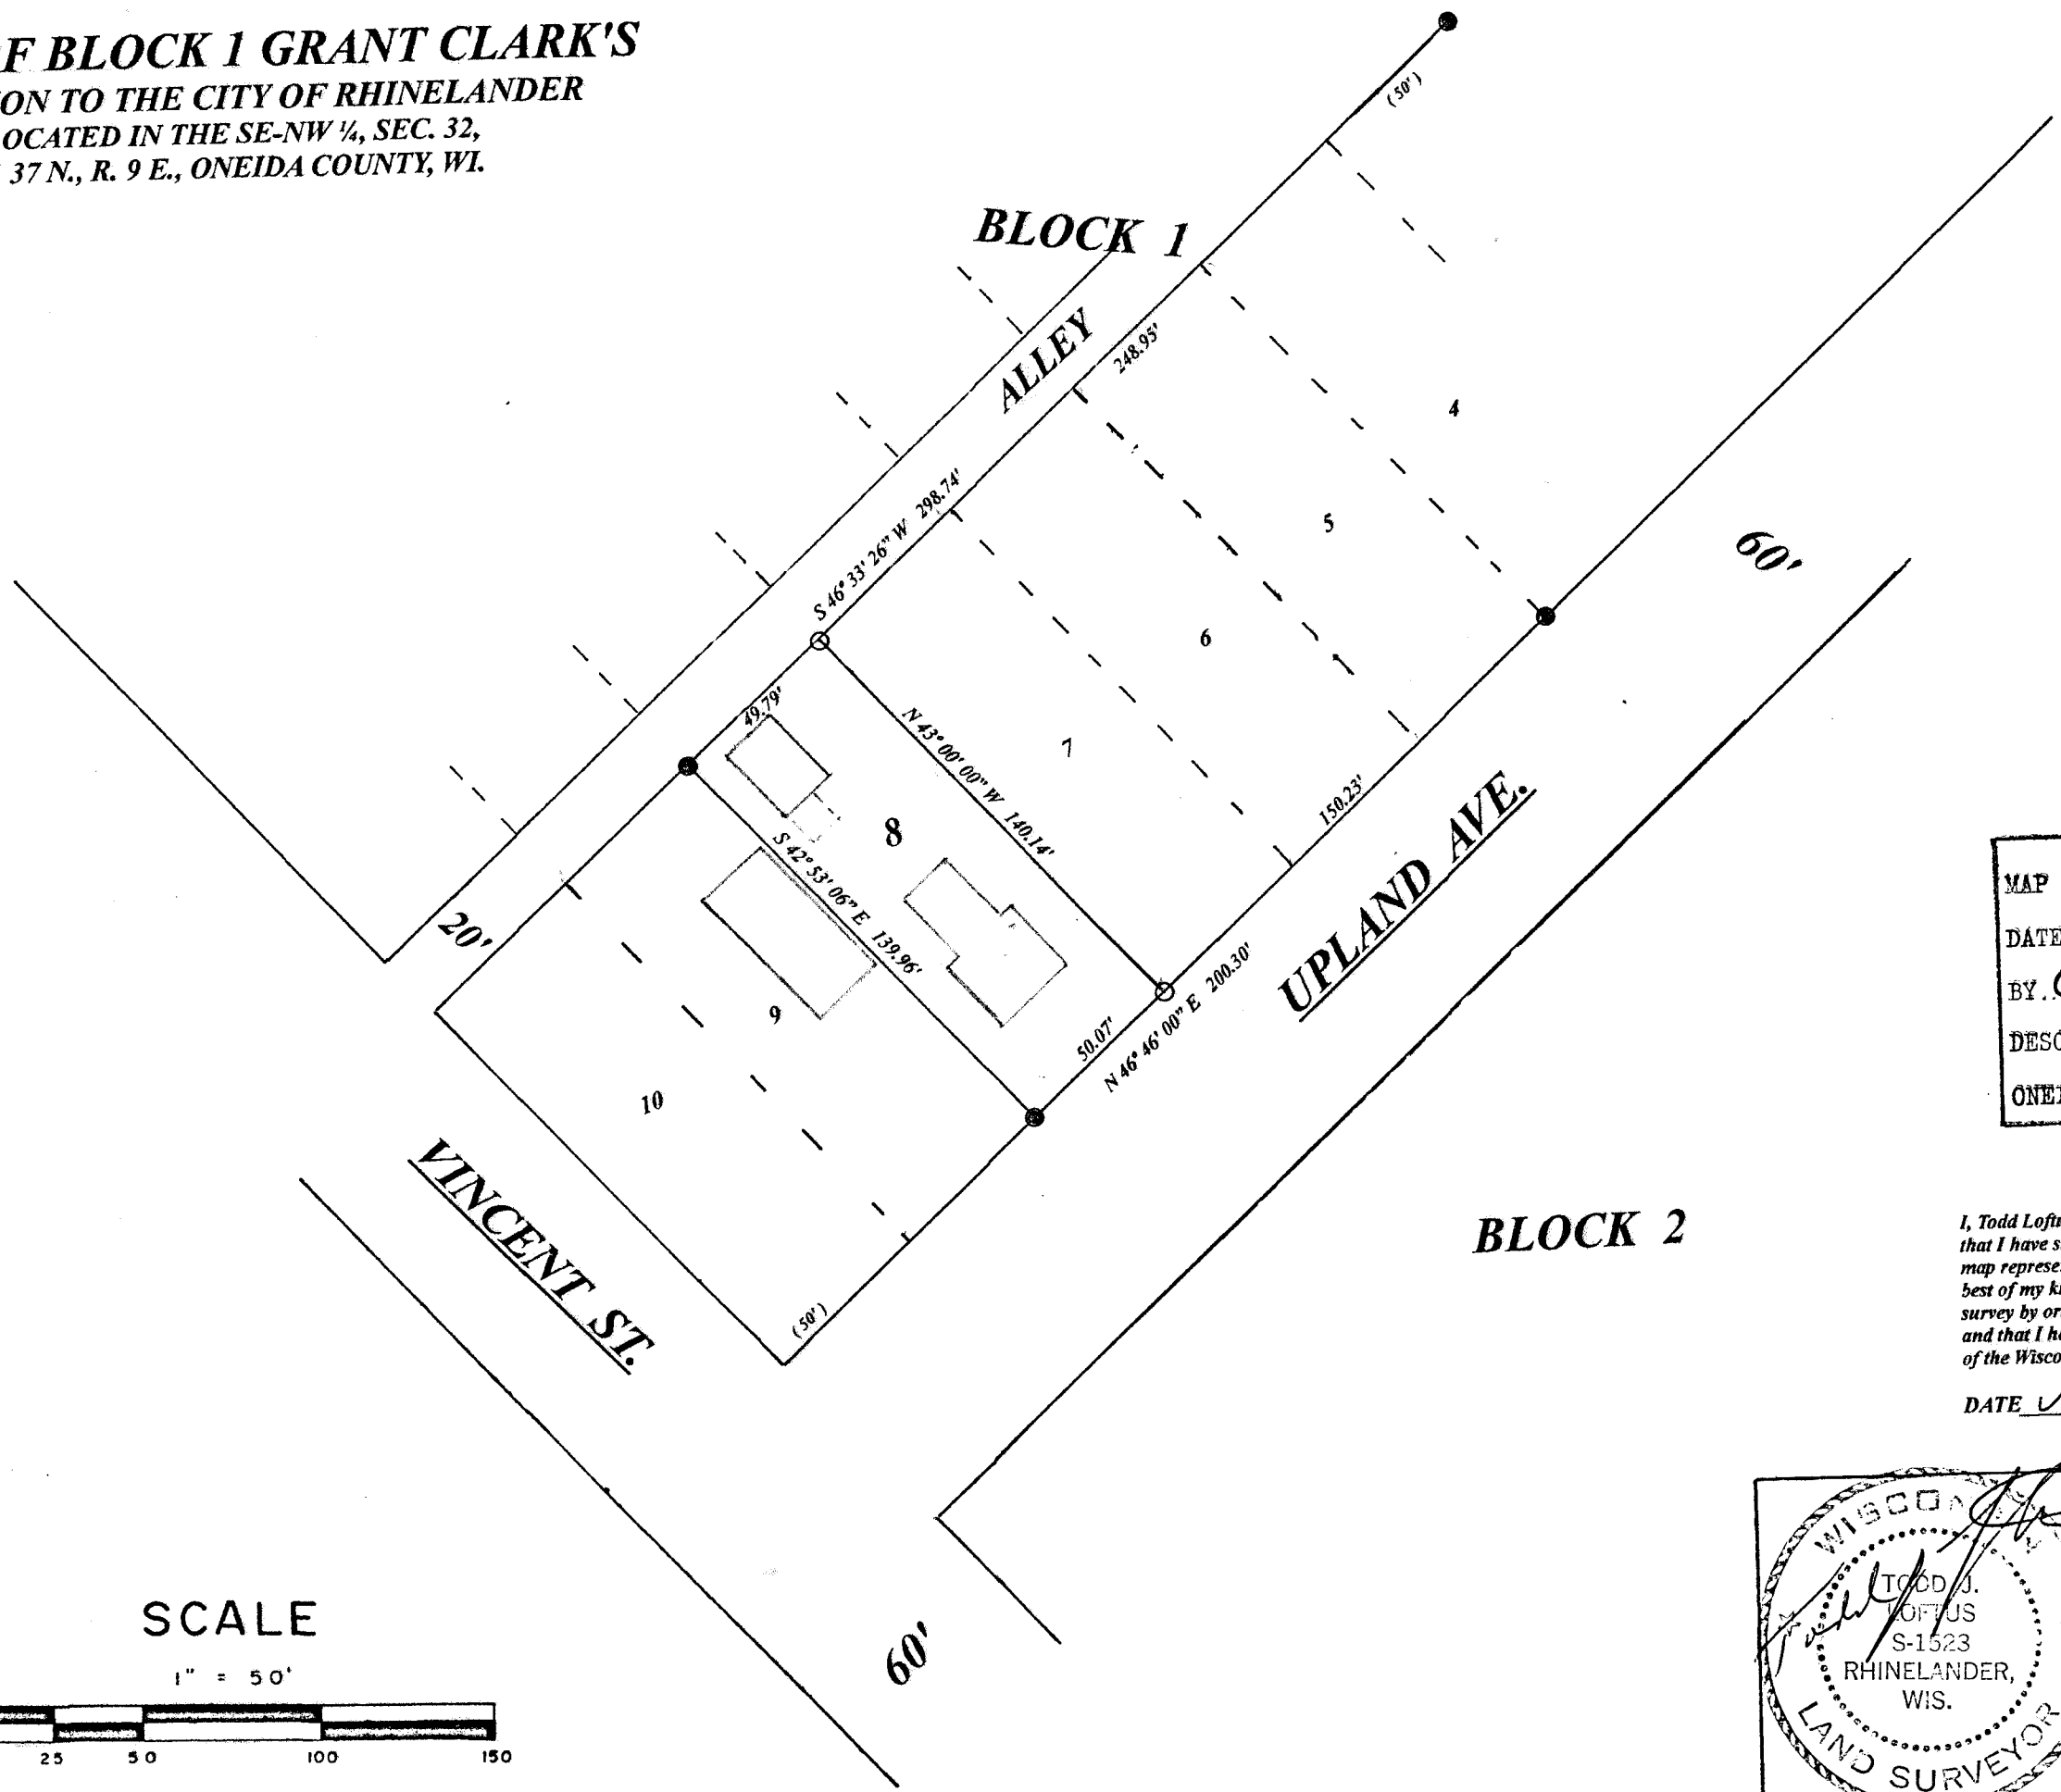 F BLOCK 1 GRANT CLARK'S
ON TO THE CITY OF RHINELANDER
OCATED IN THE SE-NW ¼, SEC. 32,
37 N., R. 9 E., ONEIDA COUNTY, WI.
(50')
BLOCK 1
ALLEY
248.95'
4
S 46° 33' 26" W 298.74'
5
60'
6
49.79'
N 43° 00' 00" W 140.14'
7
150.23'
8
UPLAND AVE.
S 42° 53' 06" E 139.96'
20'
9
50.07'
N 46° 46' 00" E 200.30'
10
VINCENT ST.
(50')
BLOCK 2
60'
MAP
DATE
BY..
DESC
ONEI
I, Todd Loftu
that I have s
map represe
best of my k
survey by or
and that I ha
of the Wisco
DATE
SCALE
1" = 50'
25 50 100 150
WISCON
TODD J.
LOFTUS
S-1523
RHINELANDER,
WIS.
LAND SURVEYOR